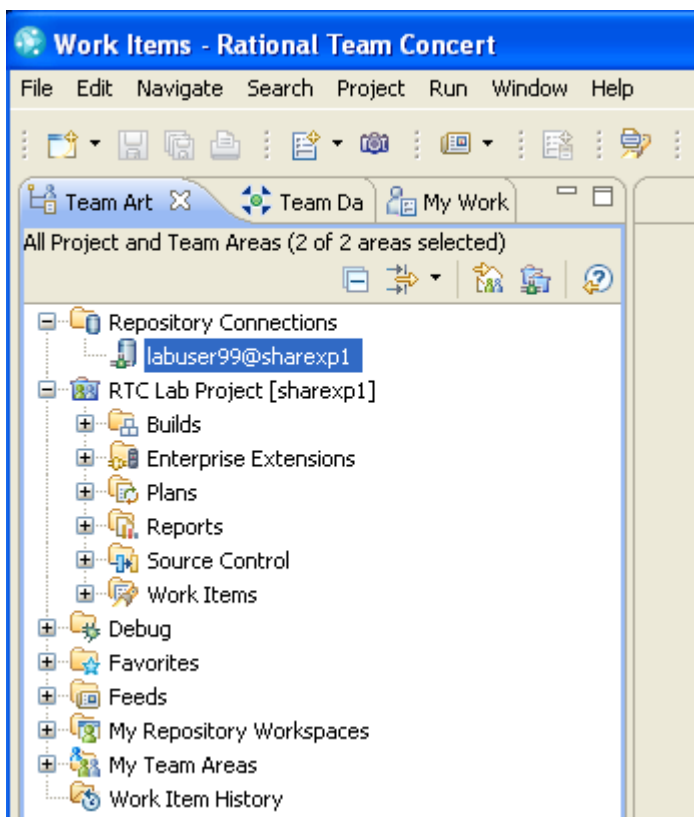 Work Items - Rational Team Concert
File Edit Navigate Search Project Run Window Help
Team Art Team Da My Work
All Project and Team Areas (2 of 2 areas selected)
Repository Connections
labuser99@sharexp1
RTC Lab Project [sharexp1]
Builds
Enterprise Extensions
Plans
Reports
Source Control
Work Items
Debug
Favorites
Feeds
My Repository Workspaces
My Team Areas
Work Item History